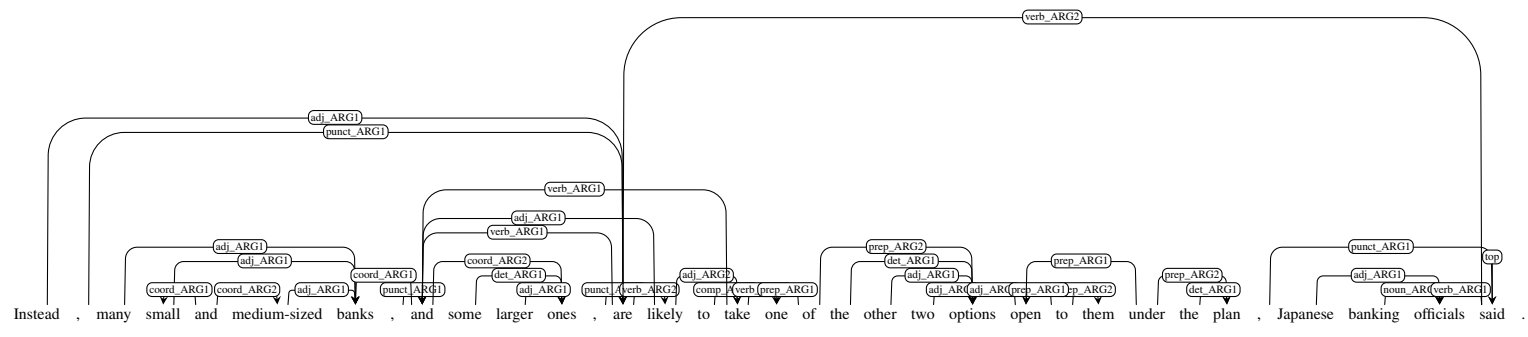 verb_ARG2
adj_ARG1
punct_ARG1
verb_ARG1
adj_ARG1
verb_ARG1
adj_ARG1 coord_ARG2 prep_ARG2 punct_ARG1
adj_ARG1 det_ARG1 det_ARG1 prep_ARG1 top
coord_ARG1 adj_ARG2 adj_ARG1 prep_ARG2 adj_ARG1
coord_ARG1 coord_ARG2 adj_ARG1 punct_ARG1 adj_ARG1 verb_ARG2 prep_ARG1 prep_ARG1 det_ARG1 verb_ARG1
Instead , many small and medium-sized banks , and some larger ones , are likely to take one of the other two options open to them under the plan , Japanese banking officials said .